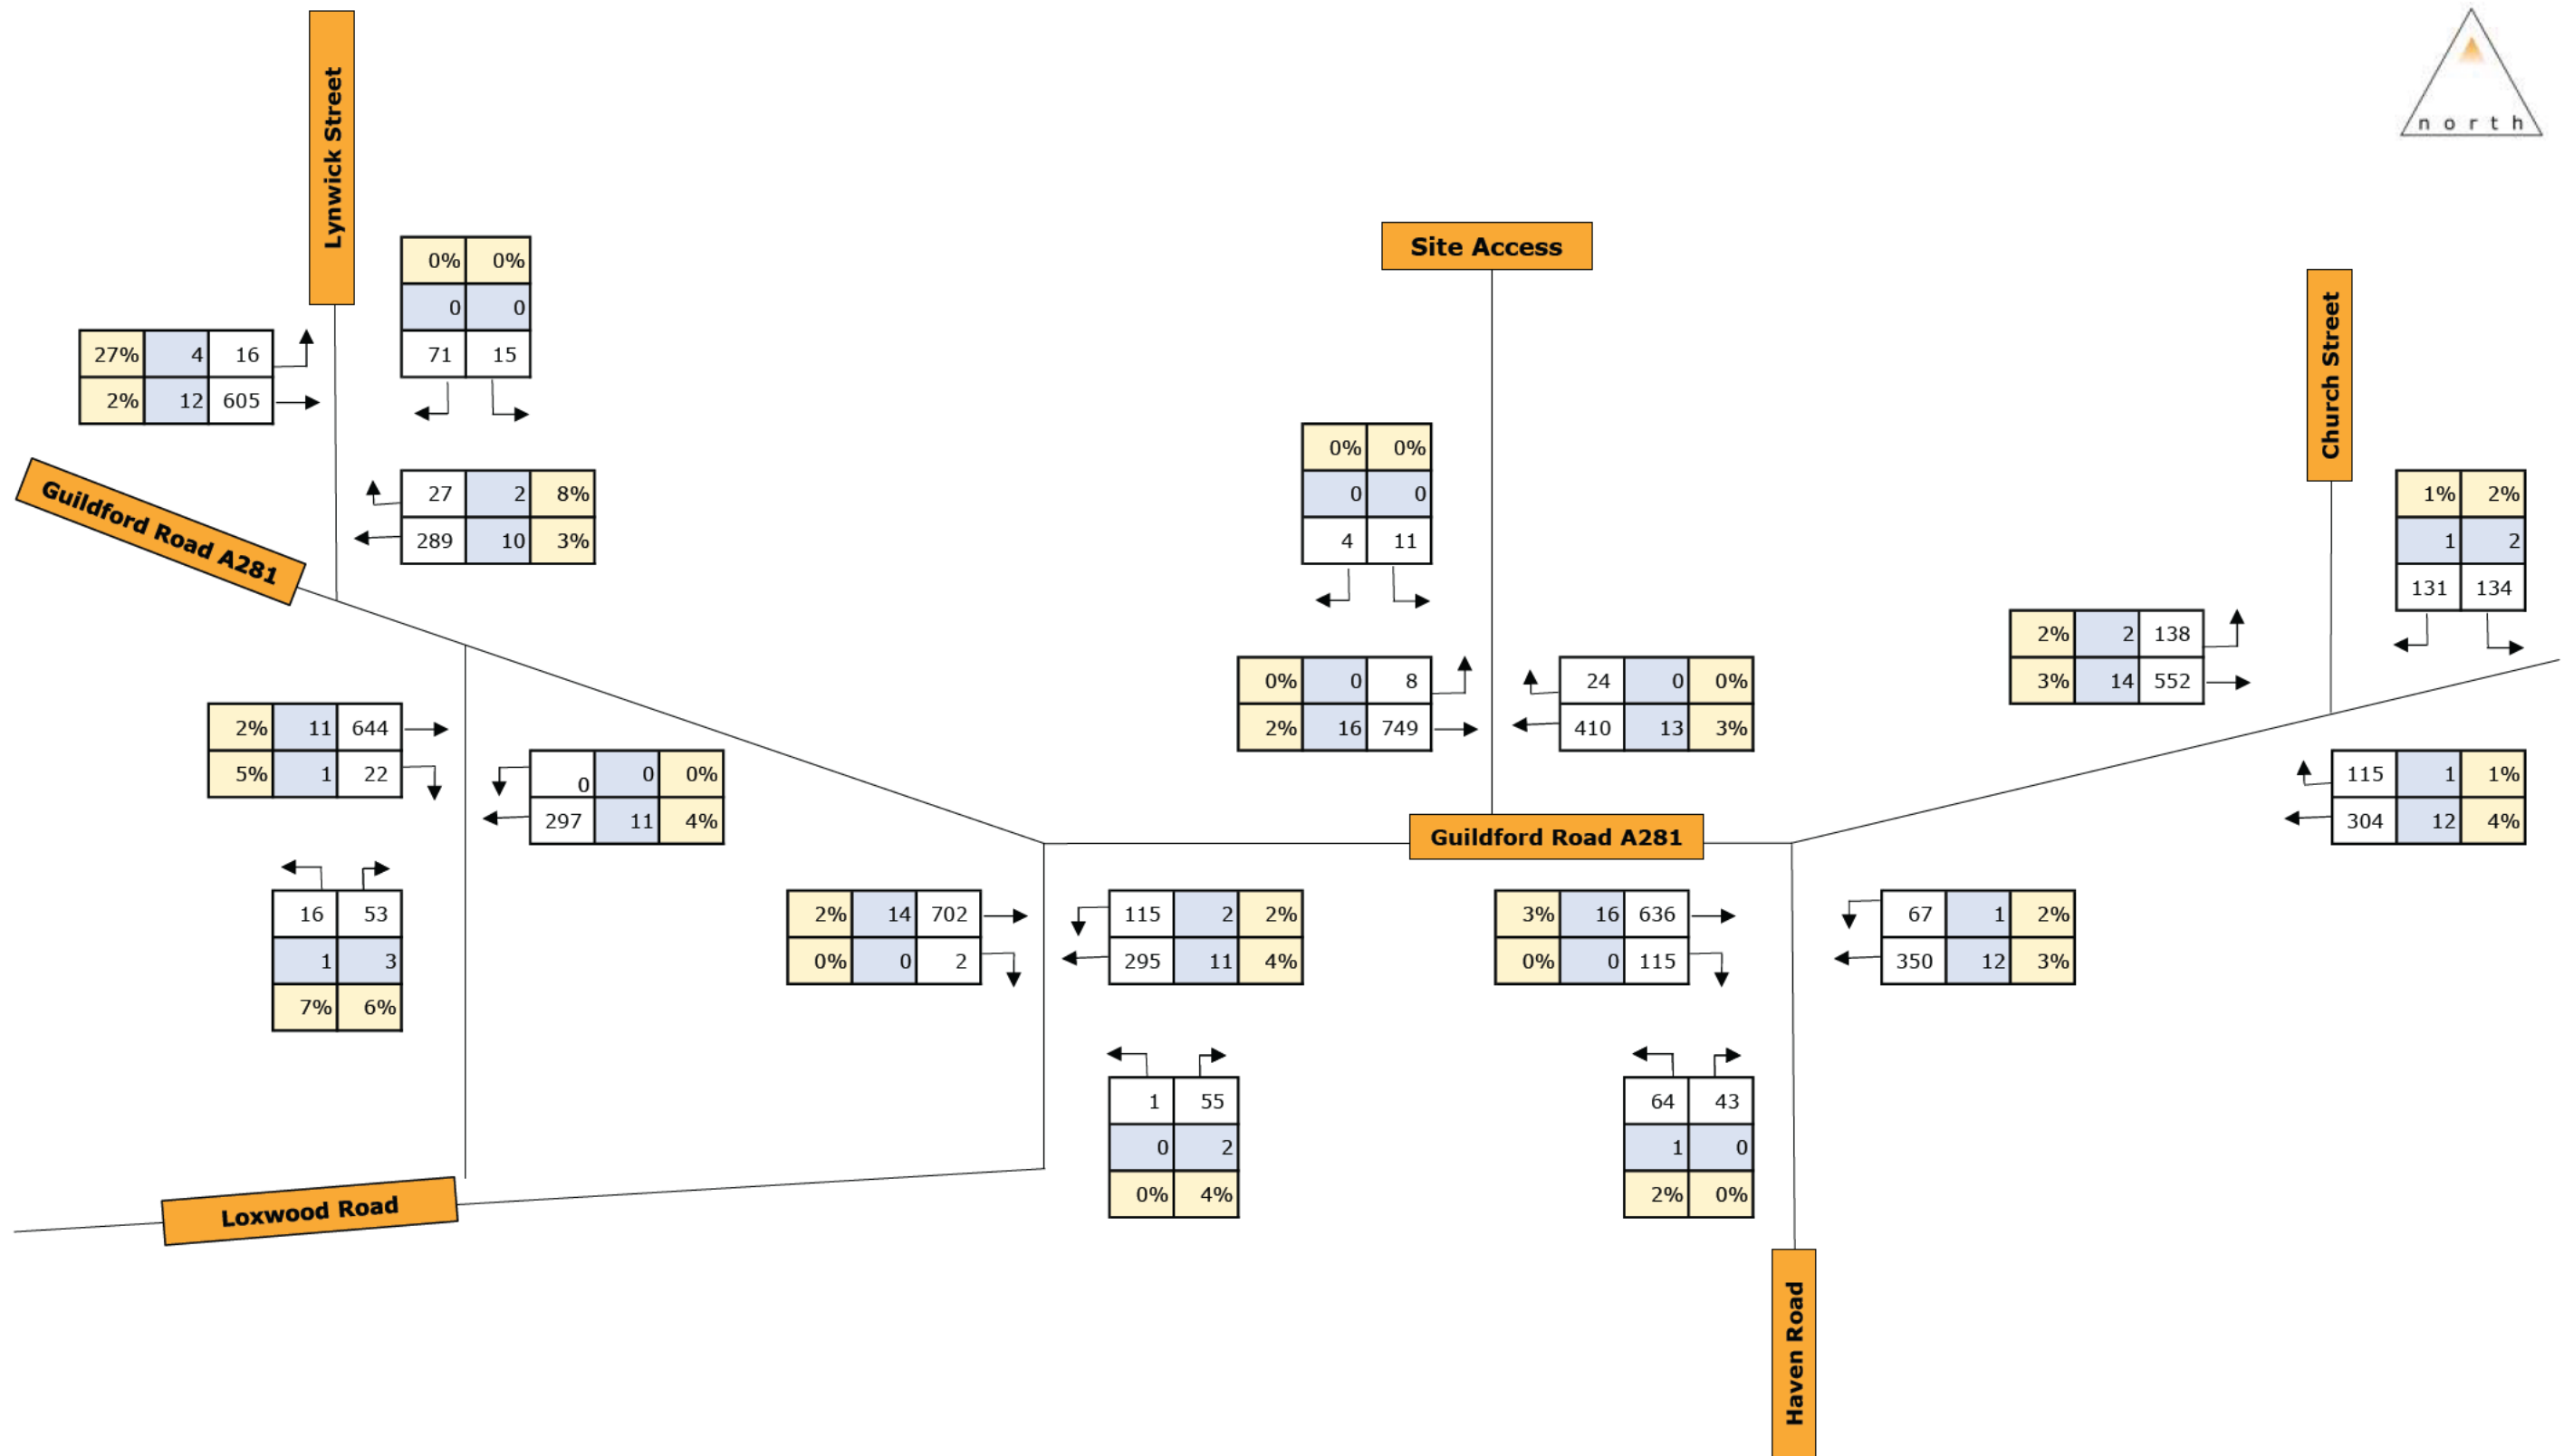 north
Lynwick Street
0% 0%
0 0
71 15
27% 4 16
2% 12 605
Guildford Road A281
27 2 8%
289 10 3%
Site Access
Church Street
0% 0%
0 0
4 11
1% 2%
1 2
131 134
2% 2 138
3% 14 552
0% 0 8
2% 16 749
24 0 0%
410 13 3%
2% 11 644
5% 1 22
0 0 0%
297 11 4%
115 1 1%
304 12 4%
Guildford Road A281
16 53
1 3
7% 6%
2% 14 702
0% 0 2
115 2 2%
295 11 4%
3% 16 636
0% 0 115
67 1 2%
350 12 3%
1 55
0 2
0% 4%
64 43
1 0
2% 0%
Loxwood Road
Haven Road